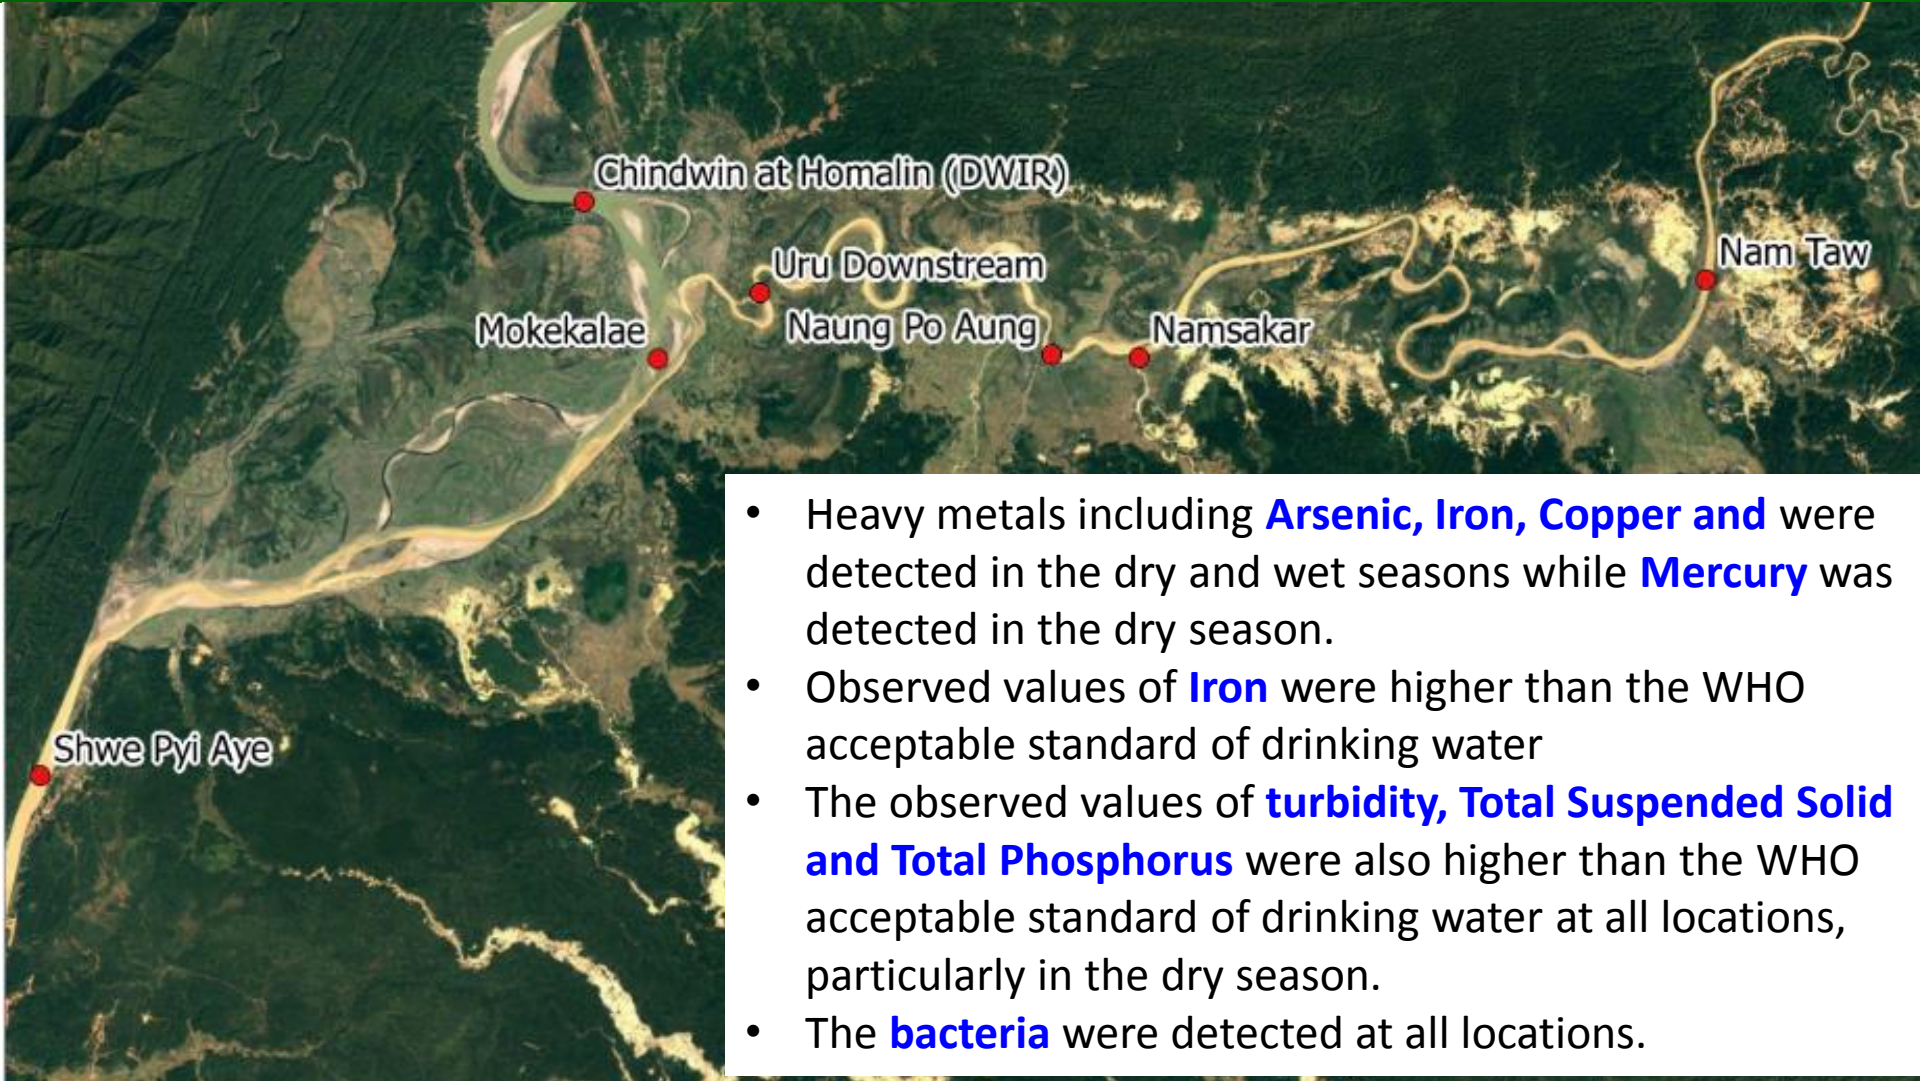 Chindwin at Homalin (DWIR)
Uru Downstream
Nam Taw
Mokekalae
Naung Po Aung
Namsakar
Shwe Pyi Aye
• Heavy metals including Arsenic, Iron, Copper and were
detected in the dry and wet seasons while Mercury was
detected in the dry season.
• Observed values of Iron were higher than the WHO
acceptable standard of drinking water
• The observed values of turbidity, Total Suspended Solid
and Total Phosphorus were also higher than the WHO
acceptable standard of drinking water at all locations,
particularly in the dry season.
• The bacteria were detected at all locations.